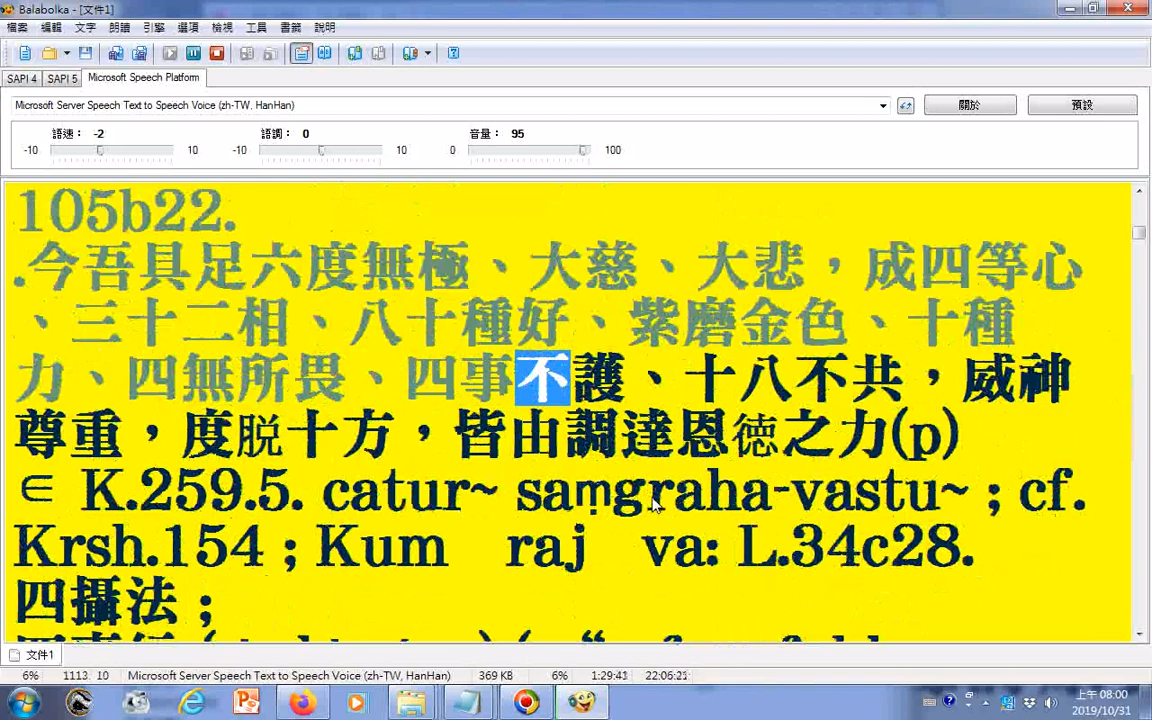 Balabolka - [文件1]
檔案 編輯 文字 朗讀 引擎 選項 檢視 工具 書籤 說明
SAPI 4 SAPI 5 Microsoft Speech Platform
Microsoft Server Speech Text to Speech Voice (zh-TW, HanHan) 關於 預設
語速： -2 語調： 0 音量： 95
-10 10 -10 10 0 100
105b22.
.今吾具足六度無極、大慈、大悲，成四等心
、三十二相、八十種好、紫磨金色、十種
力、四無所畏、四事不護、十八不共，威神
尊重，度脱十方，皆由調達恩徳之力(p)
∈ K.259.5. catur~ saṃgraha-vastu~ ; cf.
Krsh.154 ; Kum raj va: L.34c28.
四攝法；
文件1
6% 1113: 10 Microsoft Server Speech Text to Speech Voice (zh-TW, HanHan) 369 KB 6% 1:29:41 22:06:21
上午 08:00
2019/10/31